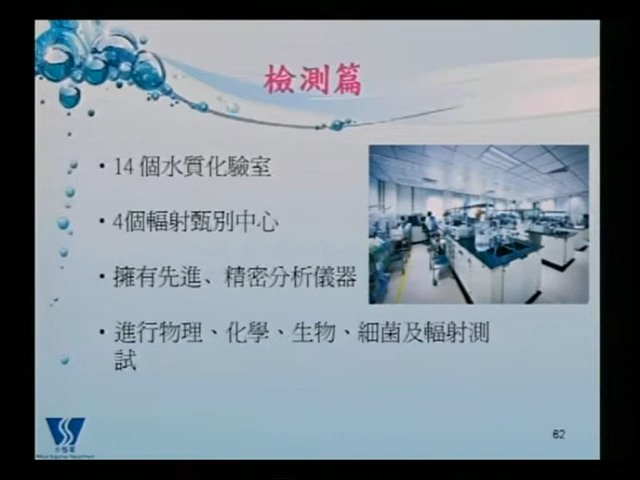 檢測篇
•14 個水質化驗室
•4個輻射甄別中心
•擁有先進、精密分析儀器
•進行物理、化學、生物、細菌及輻射測
試
62